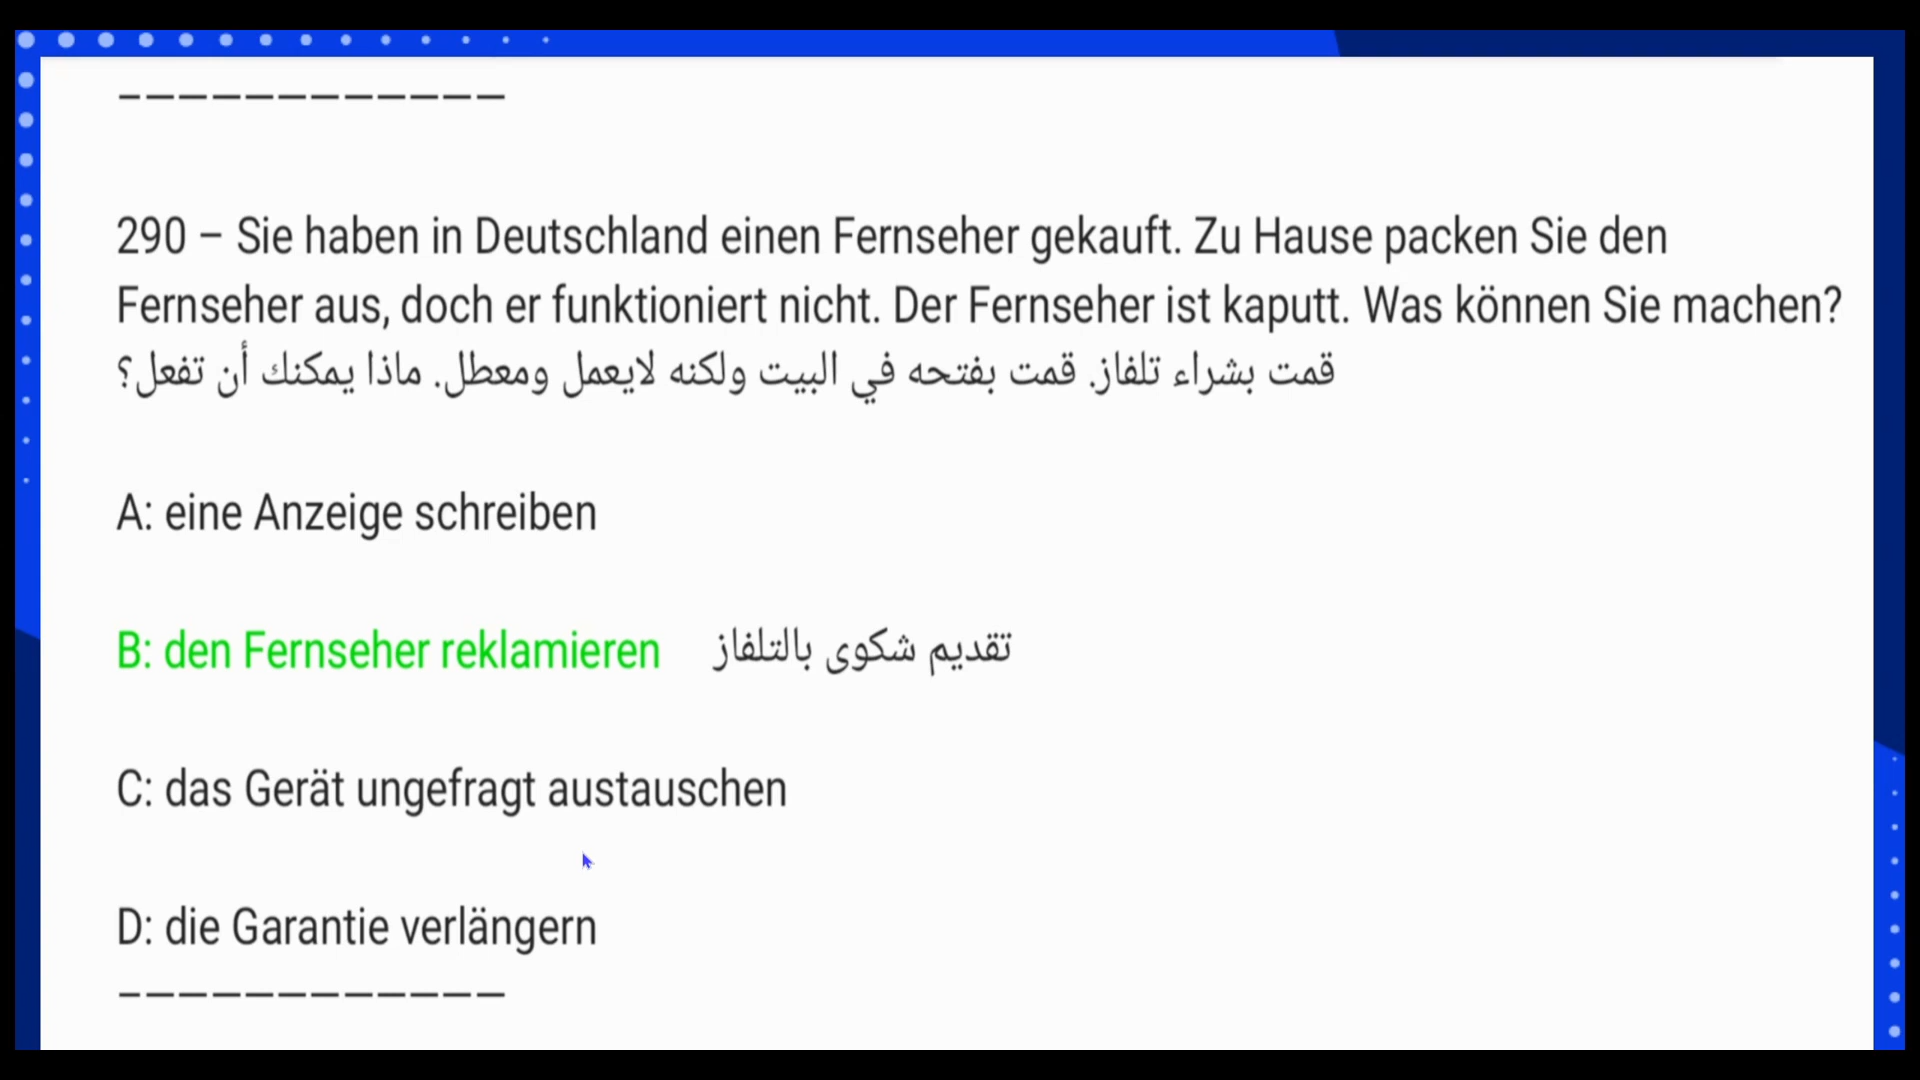 ––––––––––––
290 – Sie haben in Deutschland einen Fernseher gekauft. Zu Hause packen Sie den
Fernseher aus, doch er funktioniert nicht. Der Fernseher ist kaputt. Was können Sie machen?
قمت بشراء تلفاز. قمت بفتحه في البيت ولكنه لايعمل ومعطل. ماذا يمكنك أن تفعل؟
A: eine Anzeige schreiben
B: den Fernseher reklamieren تقديم شكوى بالتلفاز
C: das Gerät ungefragt austauschen
D: die Garantie verlängern
––––––––––––